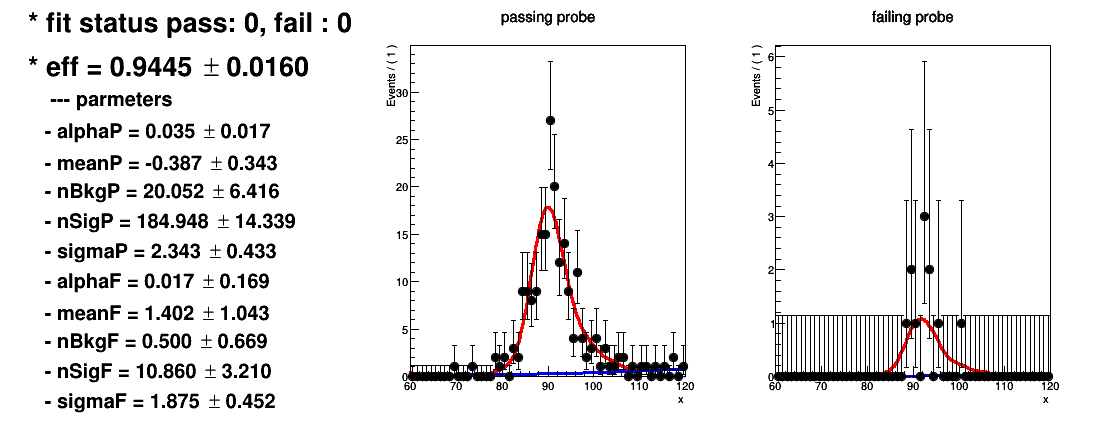 * fit status pass: 0, fail : 0
* eff = 0.9445 ± 0.0160
--- parmeters
- alphaP = 0.035 ± 0.017
- meanP = -0.387 ± 0.343
- nBkgP = 20.052 ± 6.416
- nSigP = 184.948 ± 14.339
- sigmaP = 2.343 ± 0.433
- alphaF = 0.017 ± 0.169
- meanF = 1.402 ± 1.043
- nBkgF = 0.500 ± 0.669
- nSigF = 10.860 ± 3.210
- sigmaF = 1.875 ± 0.452
passing probe
Events / ( 1 )
30
25
20
15
10
5
0
60 70 80 90 100 110 120
x
failing probe
Events / ( 1 )
6
5
4
3
2
1
0
60 70 80 90 100 110 120
x